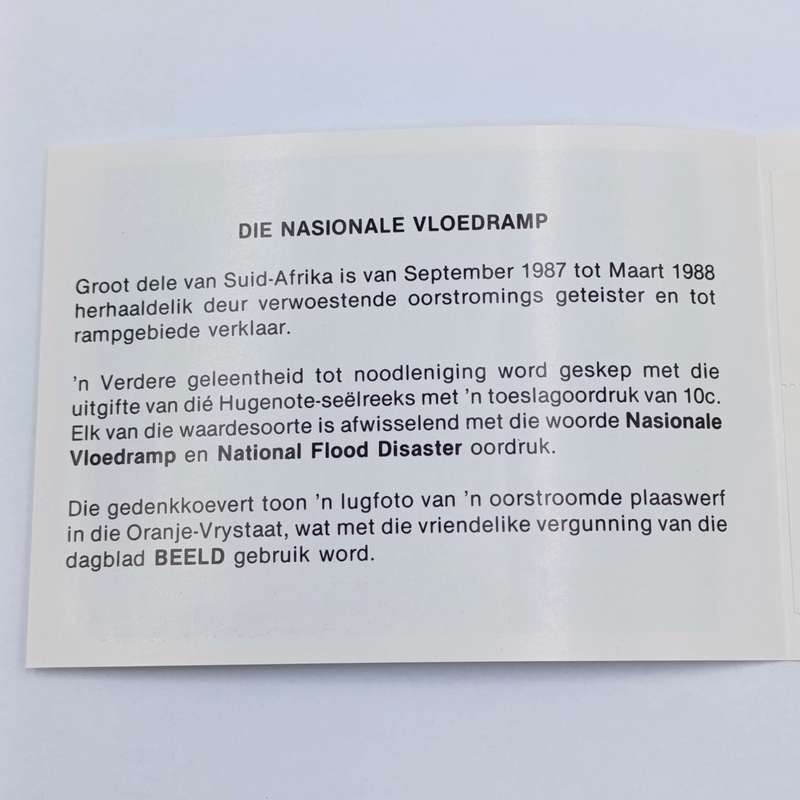 DIE NASIONALE VLOEDRAMP
Groot dele van Suid-Afrika is van September 1987 tot Maart 1988
herhaaldelik deur verwoestende oorstromings geteister en tot
rampgebiede verklaar.
'n Verdere geleentheid tot noodleniging word geskep met die
uitgifte van dié Hugenote-seëlreeks met 'n toeslagoordruk van 10c.
Elk van die waardesoorte is afwisselend met die woorde Nasionale
Vloedramp en National Flood Disaster oordruk.
Die gedenkkoevert toon 'n lugfoto van 'n oorstroomde plaaswerf
in die Oranje-Vrystaat, wat met die vriendelike vergunning van die
dagblad BEELD gebruik word.